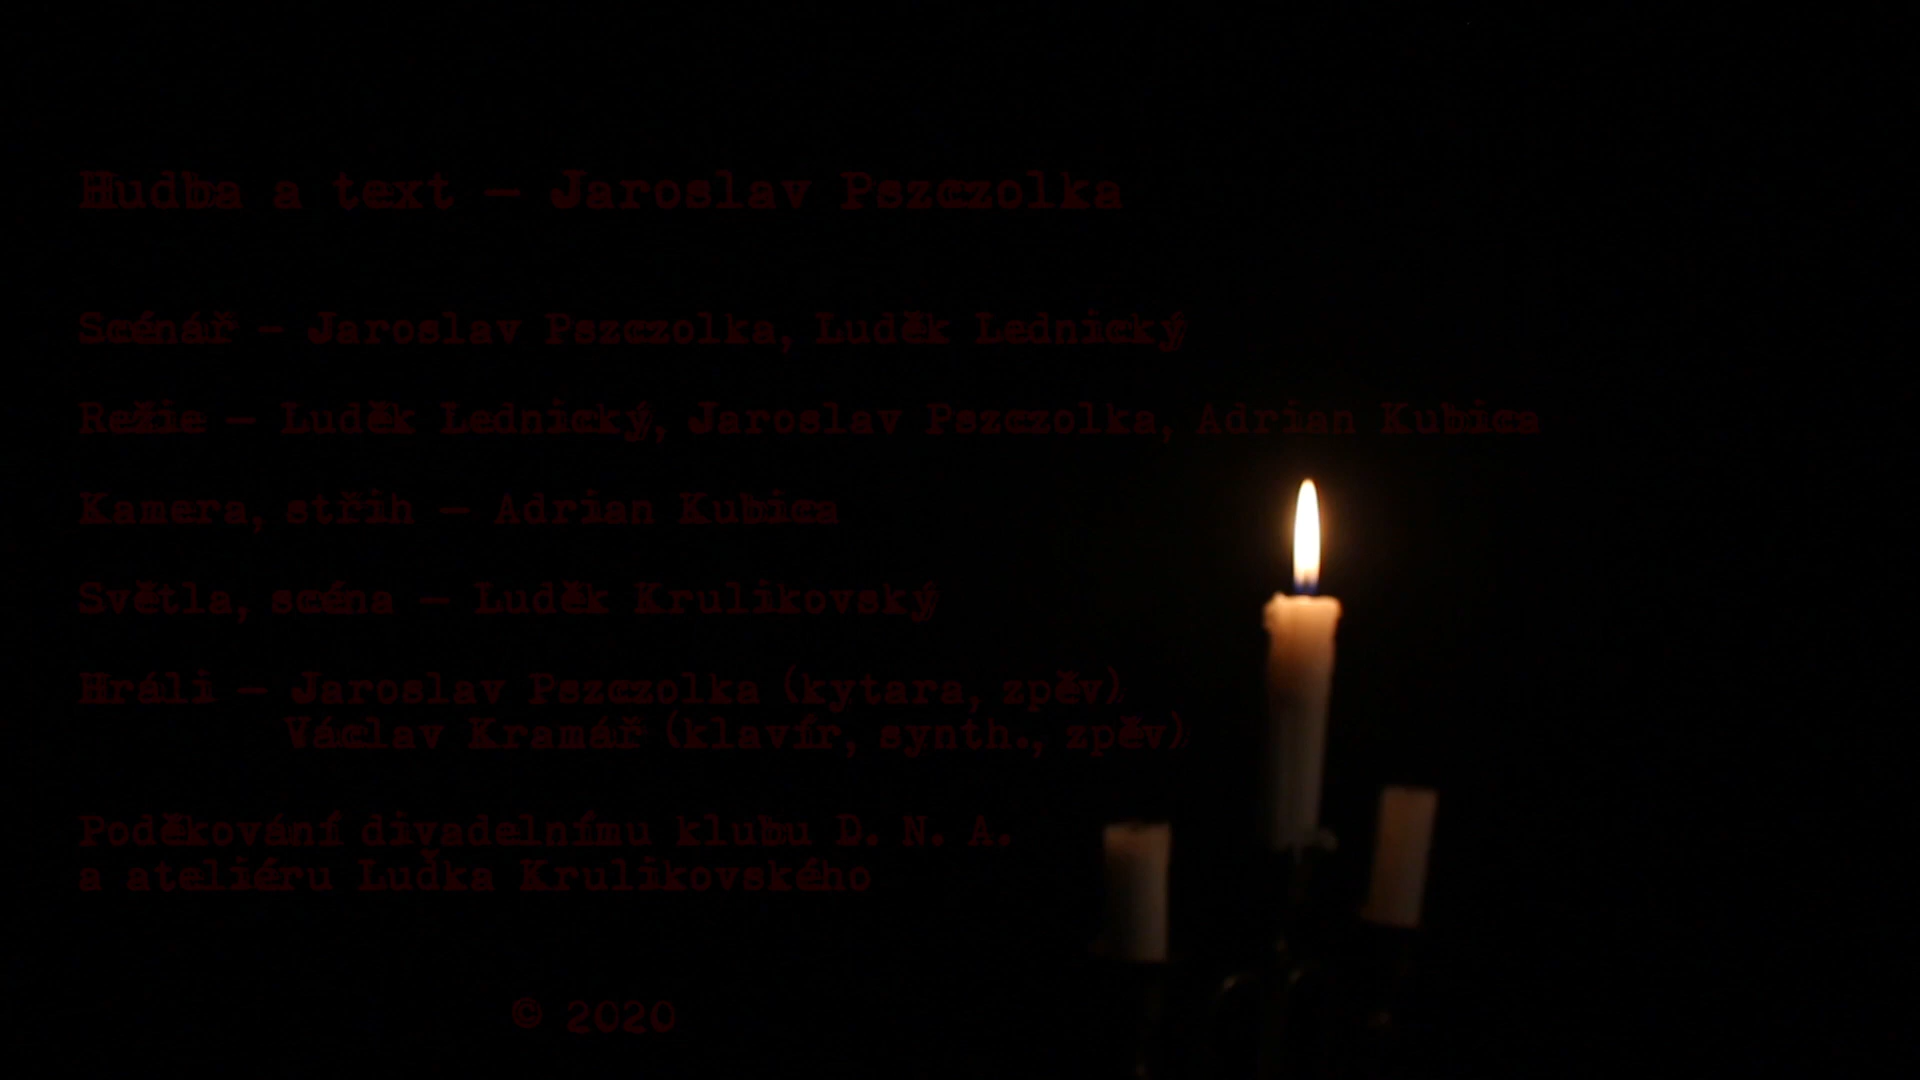 Hudba a text – Jaroslav Pszczolka
Scénář – Jaroslav Pszczolka, Luděk Lednický
Režie – Luděk Lednický, Jaroslav Pszczolka, Adrian Kubica
Kamera, střih – Adrian Kubica
Světla, scéna – Luděk Krulikovský
Hráli – Jaroslav Pszczolka (kytara, zpěv)
Václav Kramář (klavír, synth., zpěv)
Poděkování divadelnímu klubu D. N. A.
a ateliéru Luďka Krulikovského
© 2020